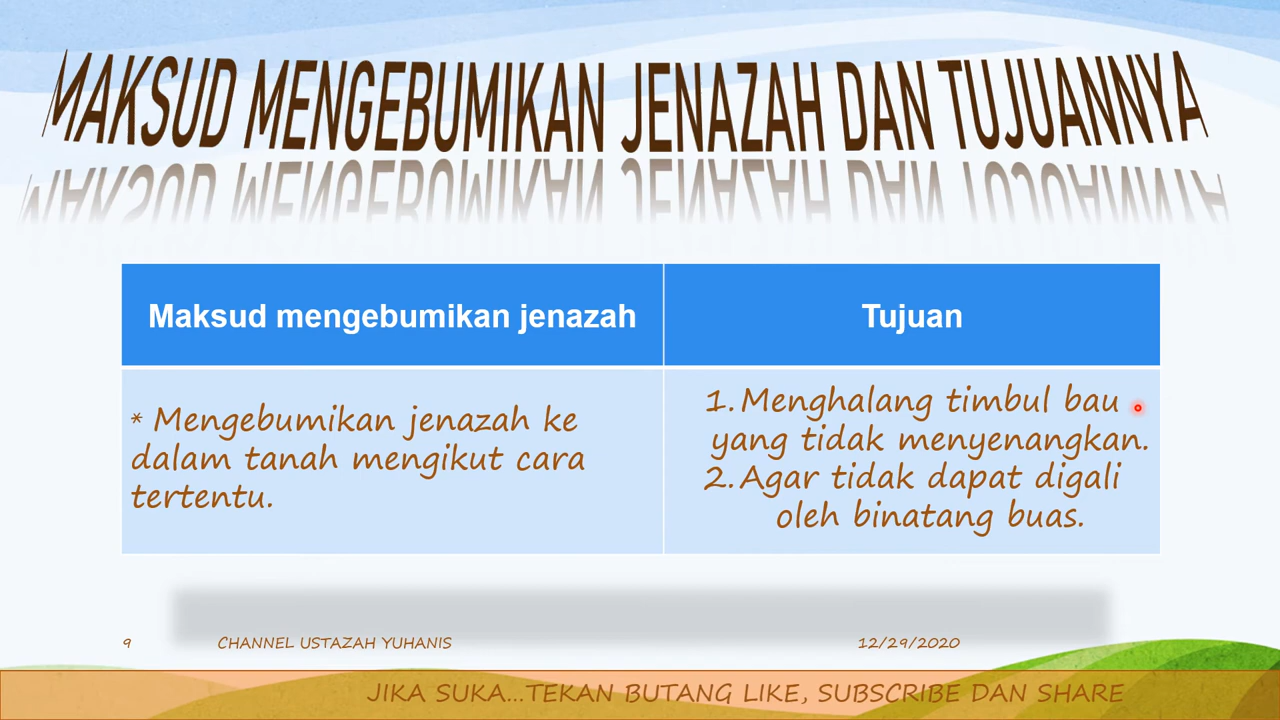 MAKSUD MENGEBUMIKAN JENAZAH DAN TUJUANNYA
Maksud mengebumikan jenazah
Tujuan
* Mengebumikan jenazah ke
dalam tanah mengikut cara
tertentu.
1. Menghalang timbul bau
yang tidak menyenangkan.
2. Agar tidak dapat digali
oleh binatang buas.
9
CHANNEL USTAZAH YUHANIS
12/29/2020
JIKA SUKA...TEKAN BUTANG LIKE, SUBSCRIBE DAN SHARE